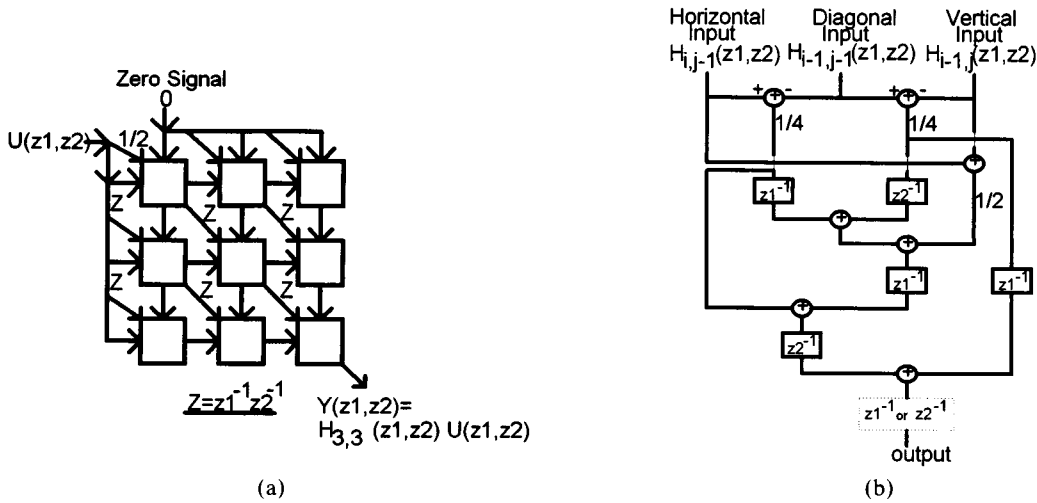 Zero Signal
0
U(z1,z2)
1/2
Z
Z
Z
Z
Z
Z
Z=z1⁻¹z2⁻¹
Y(z1,z2)=
H₃,₃ (z1,z2) U(z1,z2)
(a)
Horizontal Input
Hᵢ,ⱼ₋₁(z1,z2)
Diagonal Input
Hᵢ₋₁,ⱼ₋₁(z1,z2)
Vertical Input
Hᵢ₋₁,ⱼ(z1,z2)
+ + - + + -
1/4
1/4
+
z1⁻¹
z2⁻¹
1/2
+
+
z1⁻¹
z1⁻¹
+
z2⁻¹
+
z1⁻¹ or z2⁻¹
output
(b)